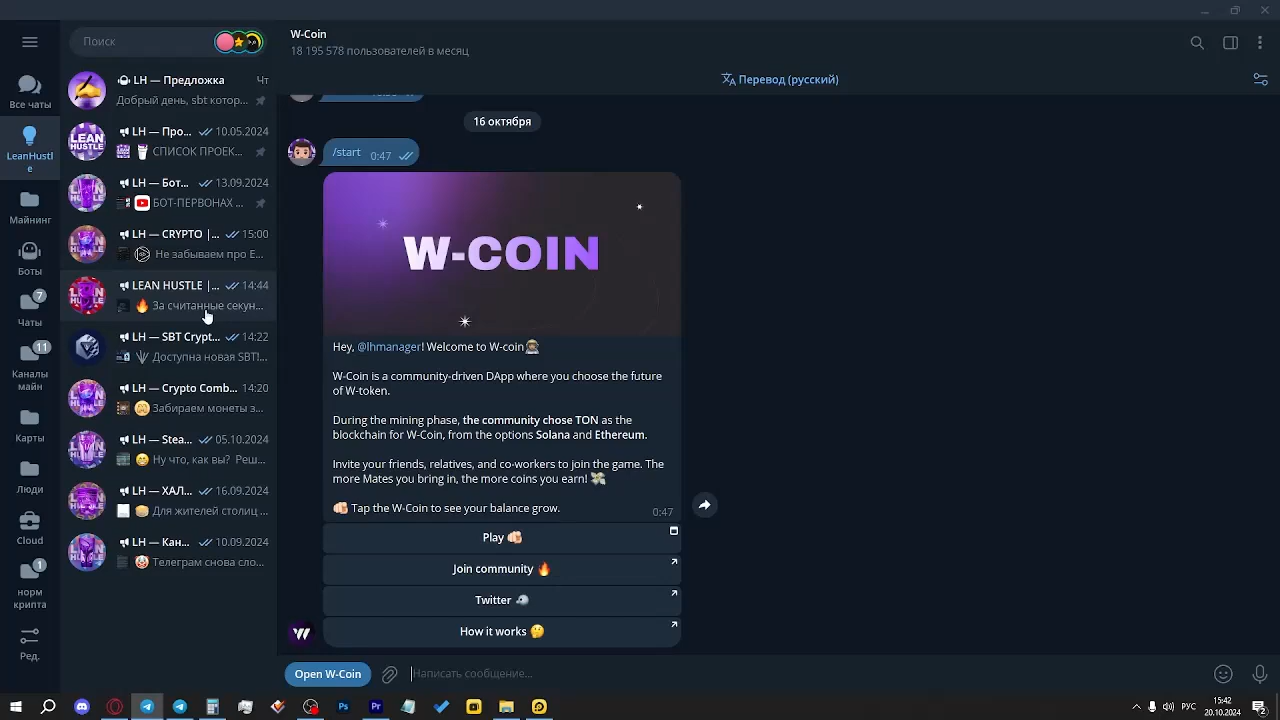 Поиск
W-Coin
18 195 578 пользователей в месяц
Перевод (русский)
Все чаты
LeanHustl
e
Майнинг
Боты
7
Чаты
11
Каналы
майн
Карты
Люди
Cloud
1
норм
крипта
Ред.
LH — Предложка Чт
Добрый день, sbt котор...
LH — Про... 10.05.2024
СПИСОК ПРОЕК...
LH — Бот... 13.09.2024
БОТ-ПЕРВОНАХ ...
LH — CRYPTO |... 15:00
Не забываем про E...
LEAN HUSTLE |... 14:44
За считанные секун...
LH — SBT Crypt... 14:22
Доступна новая SBT!...
LH — Crypto Comb... 14:20
Забираем монеты з...
LH — Stea... 05.10.2024
Ну что, как вы? Реш...
LH — ХАЛ... 16.09.2024
Для жителей столиц ...
LH — Кан... 10.09.2024
Телеграм снова сло...
16 октября
/start 0:47
W-COIN
Hey, @lhmanager! Welcome to W-coin
W-Coin is a community-driven DApp where you choose the future
of W-token.
During the mining phase, the community chose TON as the
blockchain for W-Coin, from the options Solana and Ethereum.
Invite your friends, relatives, and co-workers to join the game. The
more Mates you bring in, the more coins you earn!
Tap the W-Coin to see your balance grow.
0:47
Play
Join community
Twitter
How it works
Open W-Coin
Написать сообщение...
РУС
15:42
20.10.2024
2